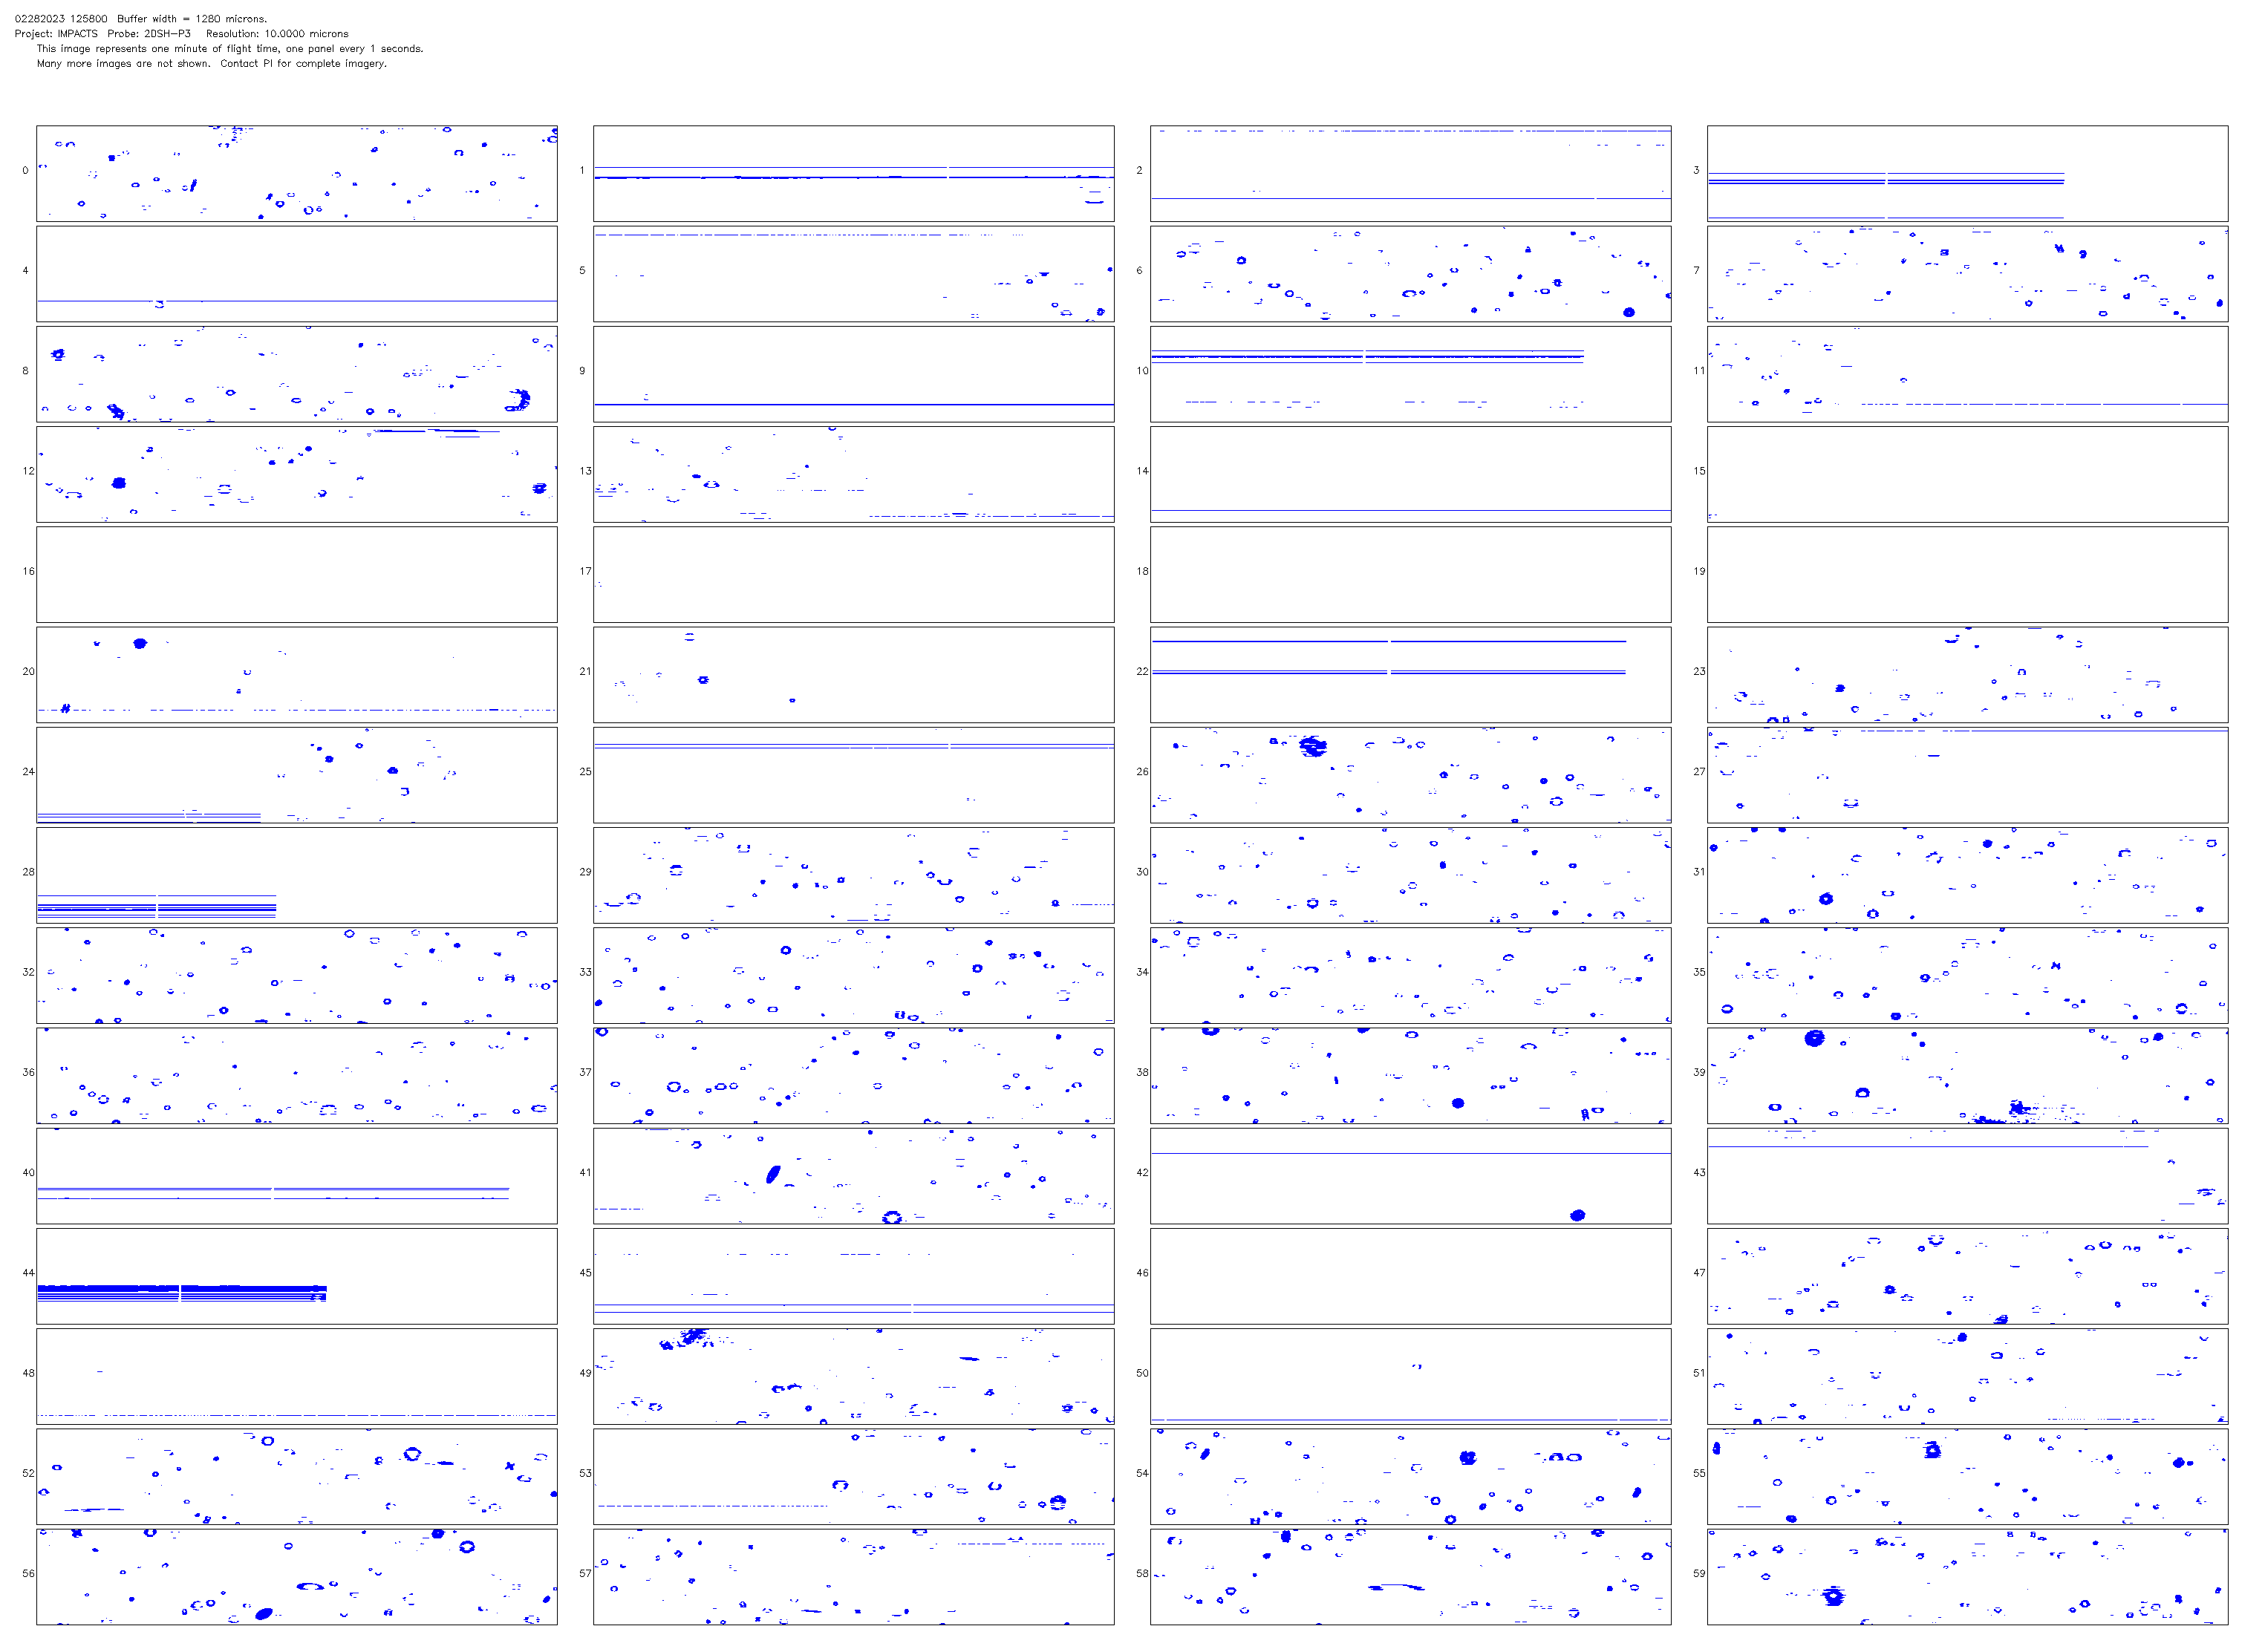 02282023 125800 Buffer width = 1280 microns.
Project: IMPACTS Probe: 2DSH-P3 Resolution: 10.0000 microns
This image represents one minute of flight time, one panel every 1 seconds.
Many more images are not shown. Contact PI for complete imagery.
0 1 2 3
4 5 6 7
8 9 10 11
12 13 14 15
16 17 18 19
20 21 22 23
24 25 26 27
28 29 30 31
32 33 34 35
36 37 38 39
40 41 42 43
44 45 46 47
48 49 50 51
52 53 54 55
56 57 58 59